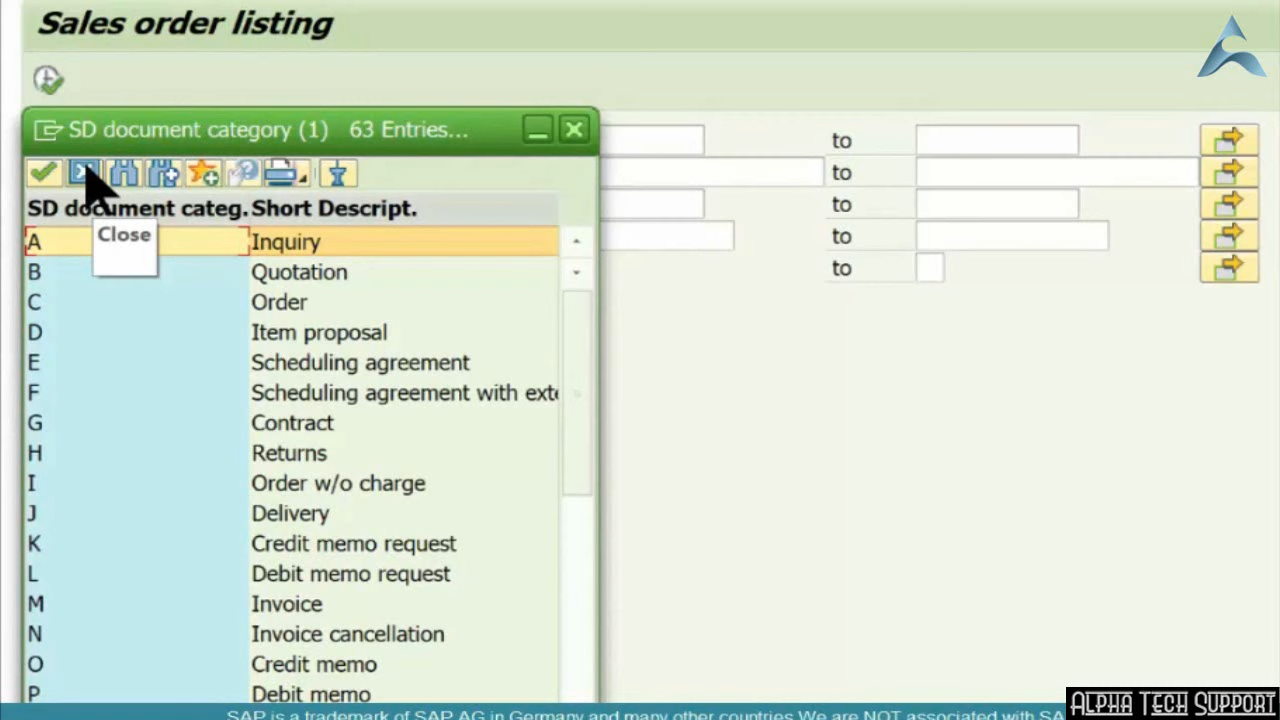 Sales order listing
SD document category (1) 63 Entries...
SD document categ. Short Descript.
Close
A Inquiry
B Quotation
C Order
D Item proposal
E Scheduling agreement
F Scheduling agreement with exte
G Contract
H Returns
I Order w/o charge
J Delivery
K Credit memo request
L Debit memo request
M Invoice
N Invoice cancellation
O Credit memo
P Debit memo
to
to
to
to
to
SAP is a trademark of SAP AG in Germany and many other countries.We are NOT associated with SA
Alpha Tech Support